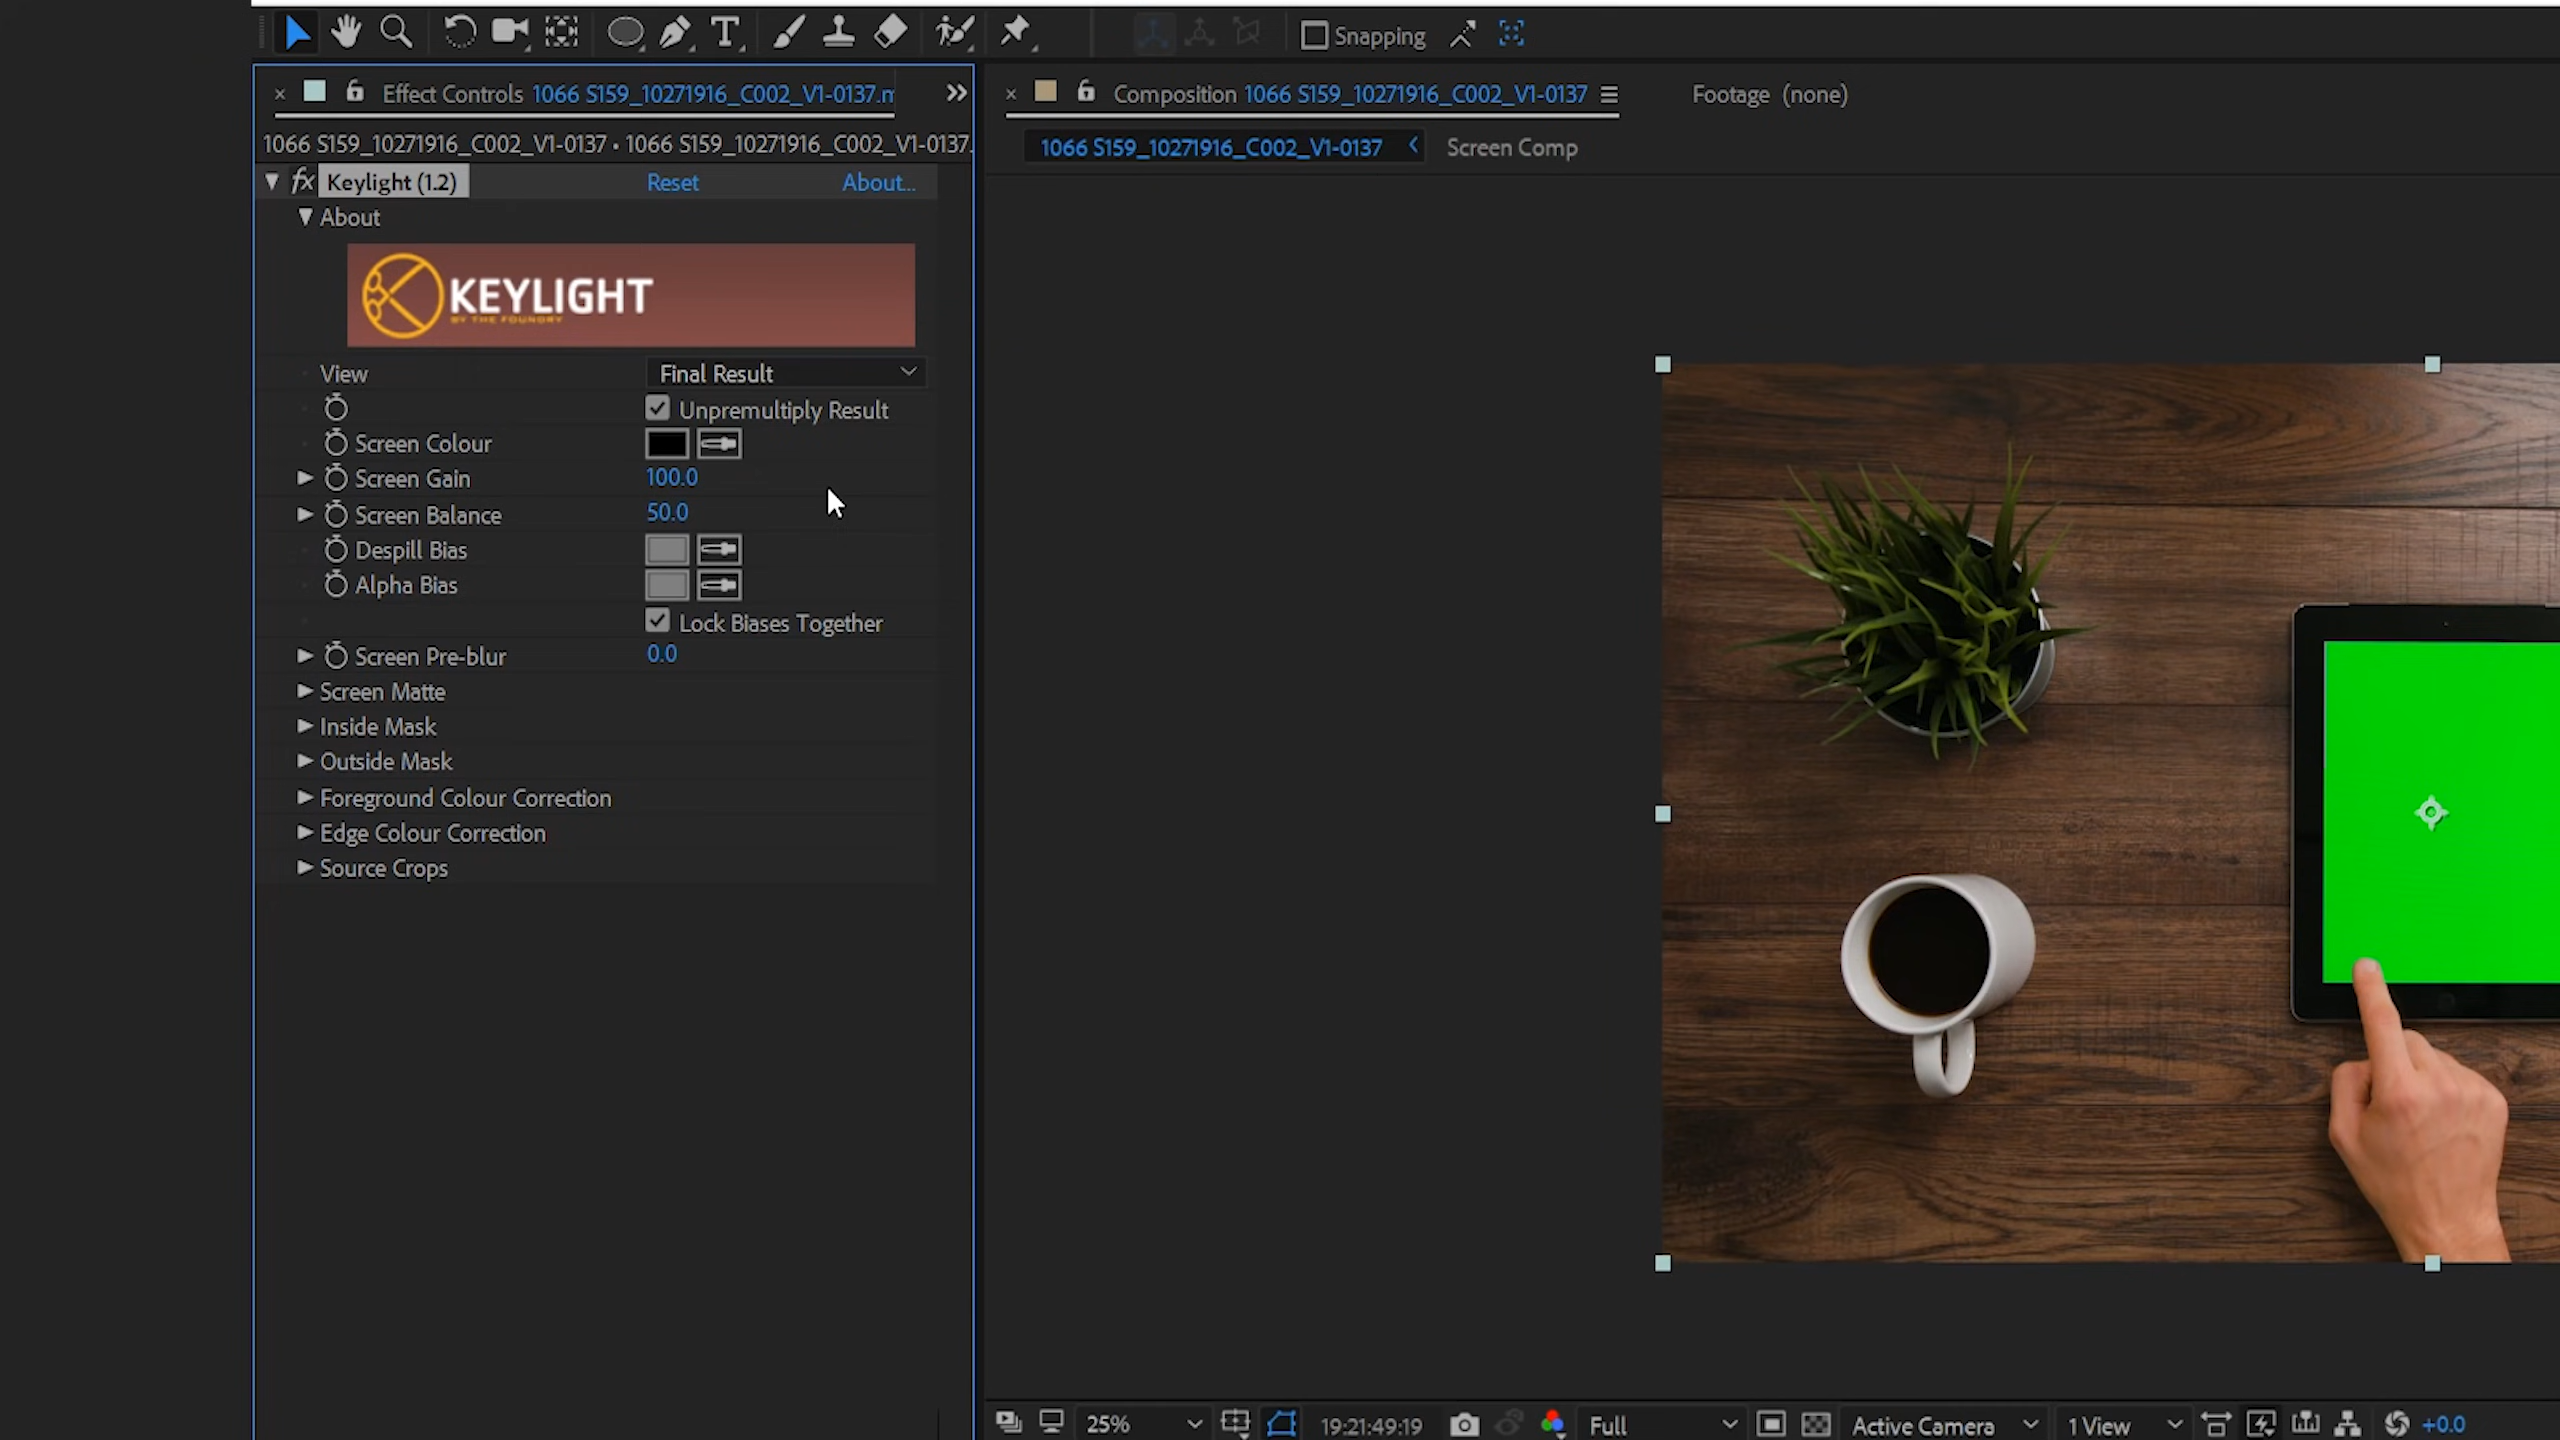 Snapping
Effect Controls 1066 S159_10271916_C002_V1-0137.m
Composition 1066 S159_10271916_C002_V1-0137
Footage (none)
1066 S159_10271916_C002_V1-0137 • 1066 S159_10271916_C002_V1-0137.
1066 S159_10271916_C002_V1-0137
Screen Comp
fx Keylight (1.2)
Reset
About...
About
KEYLIGHT
BY THE FOUNDRY
View
Final Result
Unpremultiply Result
Screen Colour
Screen Gain
100.0
Screen Balance
50.0
Despill Bias
Alpha Bias
Lock Biases Together
Screen Pre-blur
0.0
Screen Matte
Inside Mask
Outside Mask
Foreground Colour Correction
Edge Colour Correction
Source Crops
25%
19:21:49:19
Full
Active Camera
1 View
+0.0